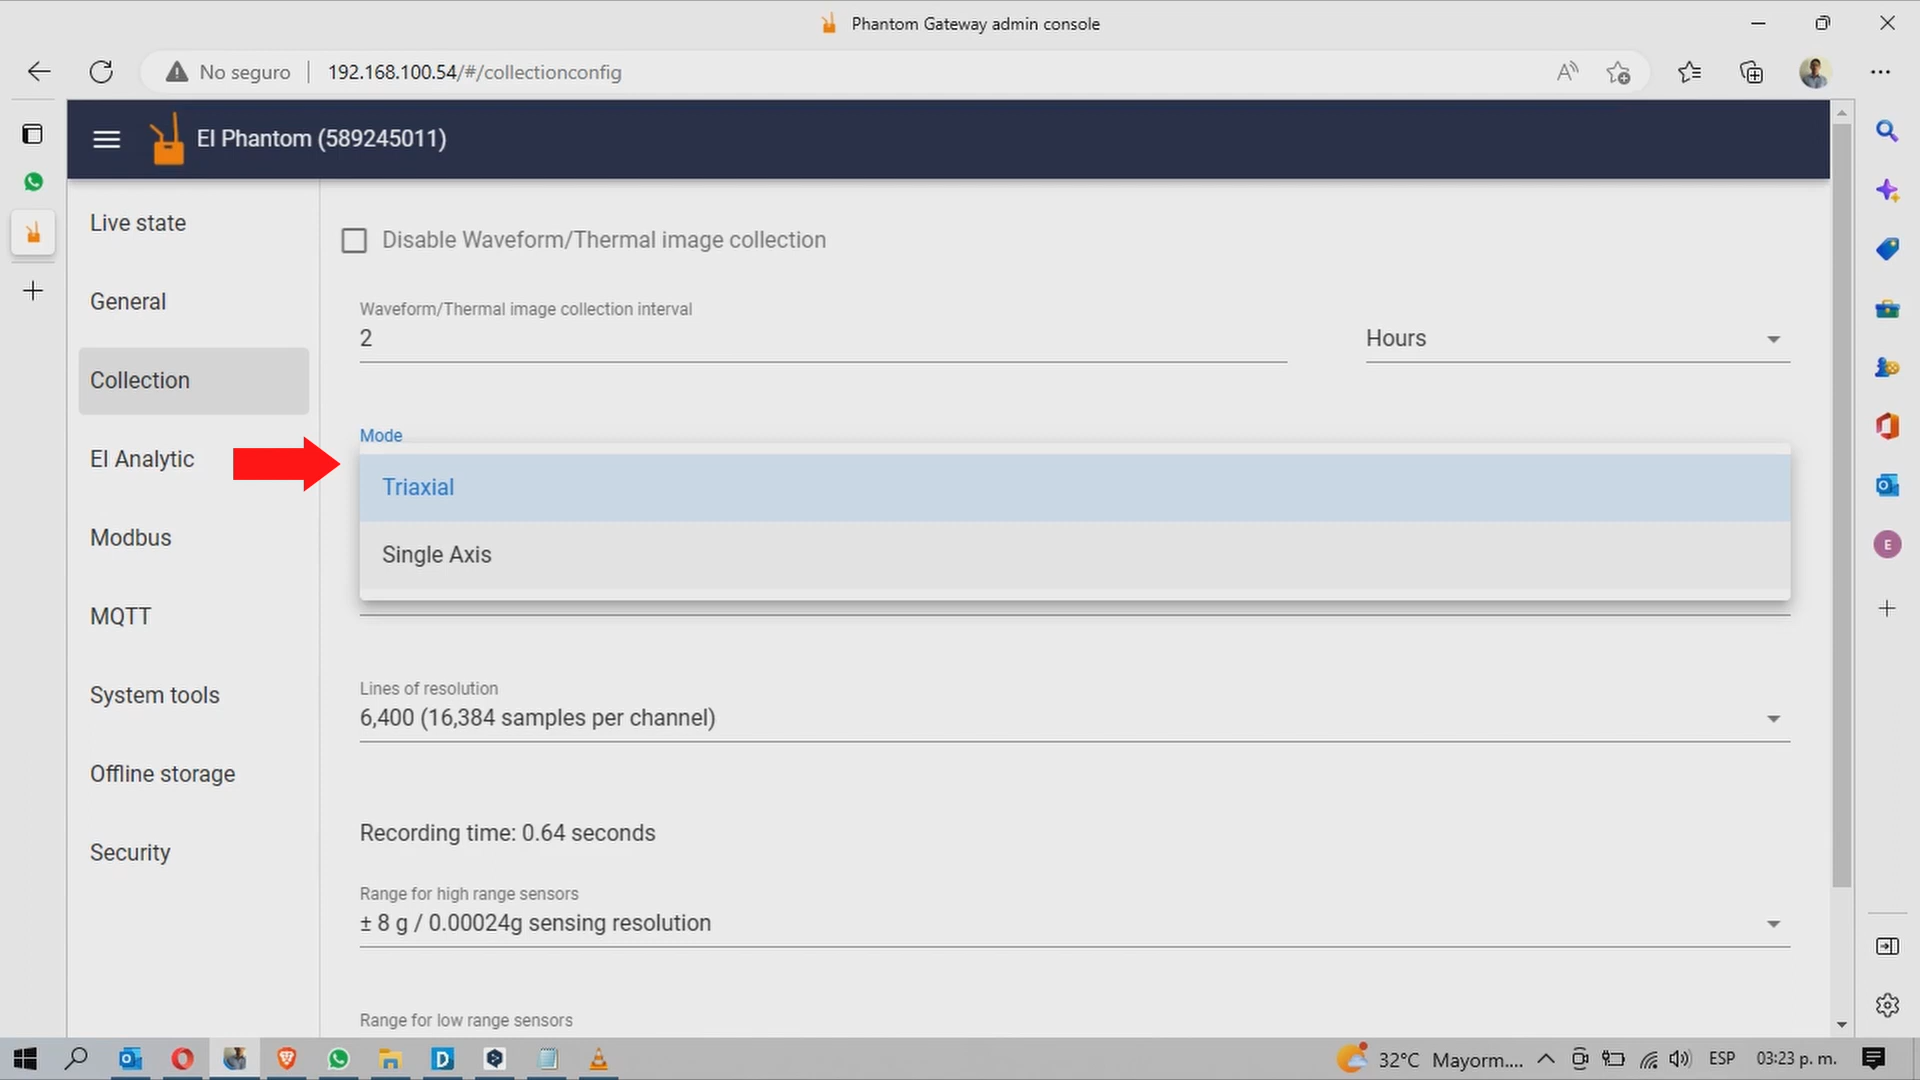 Phantom Gateway admin console
No seguro
192.168.100.54/#/collectionconfig
EI Phantom (589245011)
Live state
General
Collection
EI Analytic
Modbus
MQTT
System tools
Offline storage
Security
Disable Waveform/Thermal image collection
Waveform/Thermal image collection interval
2
Hours
Mode
Triaxial
Single Axis
Lines of resolution
6,400 (16,384 samples per channel)
Recording time: 0.64 seconds
Range for high range sensors
± 8 g / 0.00024g sensing resolution
Range for low range sensors
E
32°C Mayorm.... ESP 03:23 p. m.